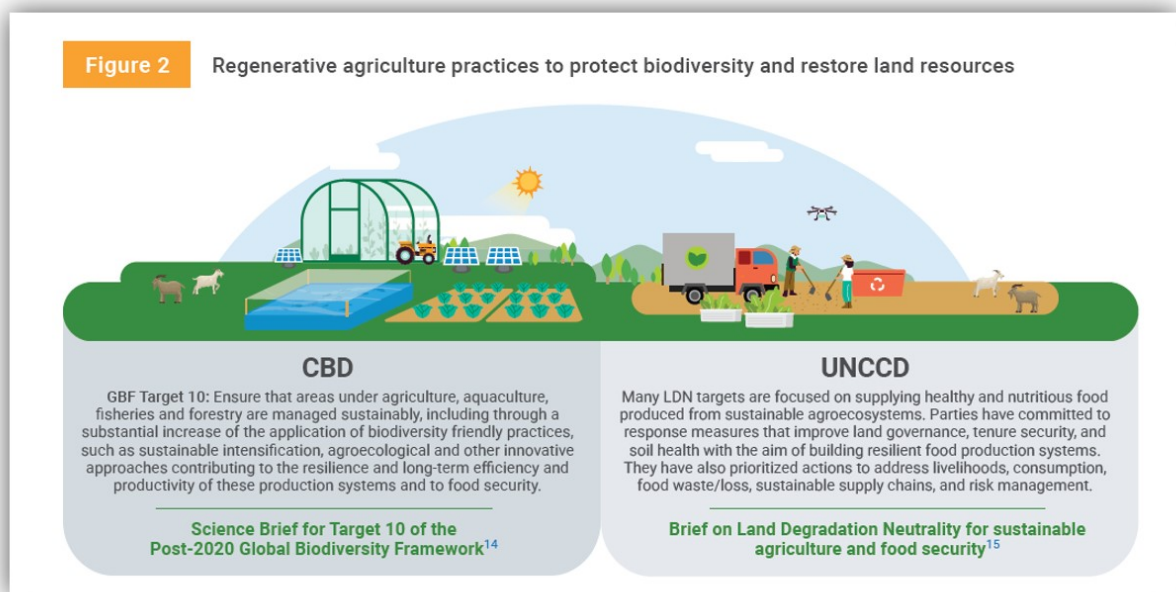 Figure 2
Regenerative agriculture practices to protect biodiversity and restore land resources
CBD
GBF Target 10: Ensure that areas under agriculture, aquaculture,
fisheries and forestry are managed sustainably, including through a
substantial increase of the application of biodiversity friendly practices,
such as sustainable intensification, agroecological and other innovative
approaches contributing to the resilience and long-term efficiency and
productivity of these production systems and to food security.
Science Brief for Target 10 of the
Post-2020 Global Biodiversity Framework14
UNCCD
Many LDN targets are focused on supplying healthy and nutritious food
produced from sustainable agroecosystems. Parties have committed to
response measures that improve land governance, tenure security, and
soil health with the aim of building resilient food production systems.
They have also prioritized actions to address livelihoods, consumption,
food waste/loss, sustainable supply chains, and risk management.
Brief on Land Degradation Neutrality for sustainable
agriculture and food security15